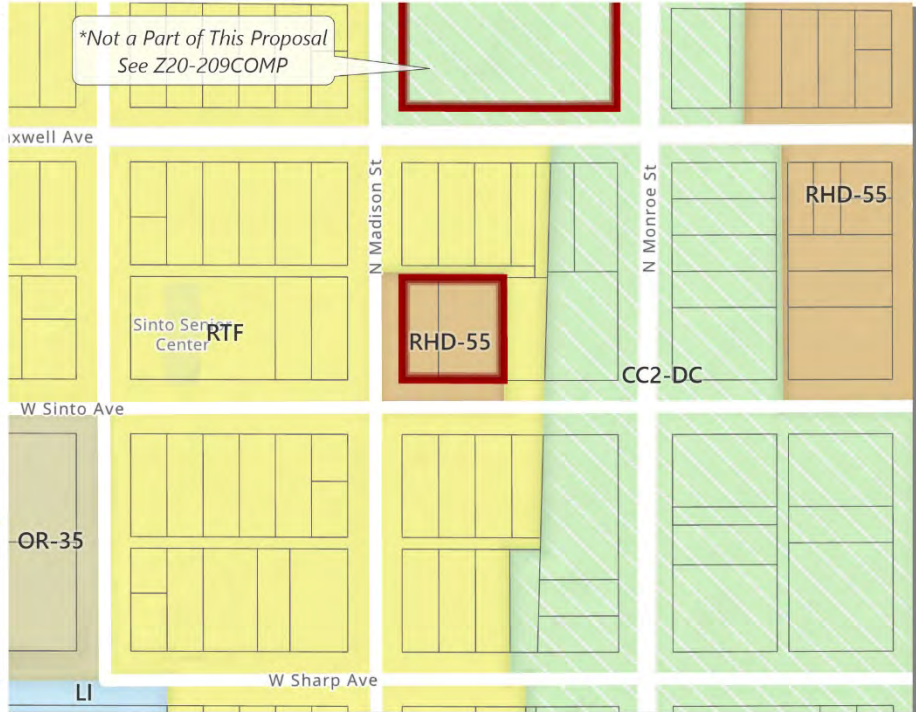 *Not a Part of This Proposal
See Z20-209COMP
axwell Ave
N Madison St
N Monroe St
RHD-55
Sinto Senior
Center
RTF
RHD-55
CC2-DC
W Sinto Ave
OR-35
W Sharp Ave
LI